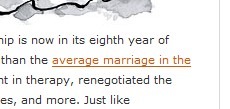 hip is now in its eighth year of
than the average marriage in the
nt in therapy, renegotiated the
es, and more. Just like